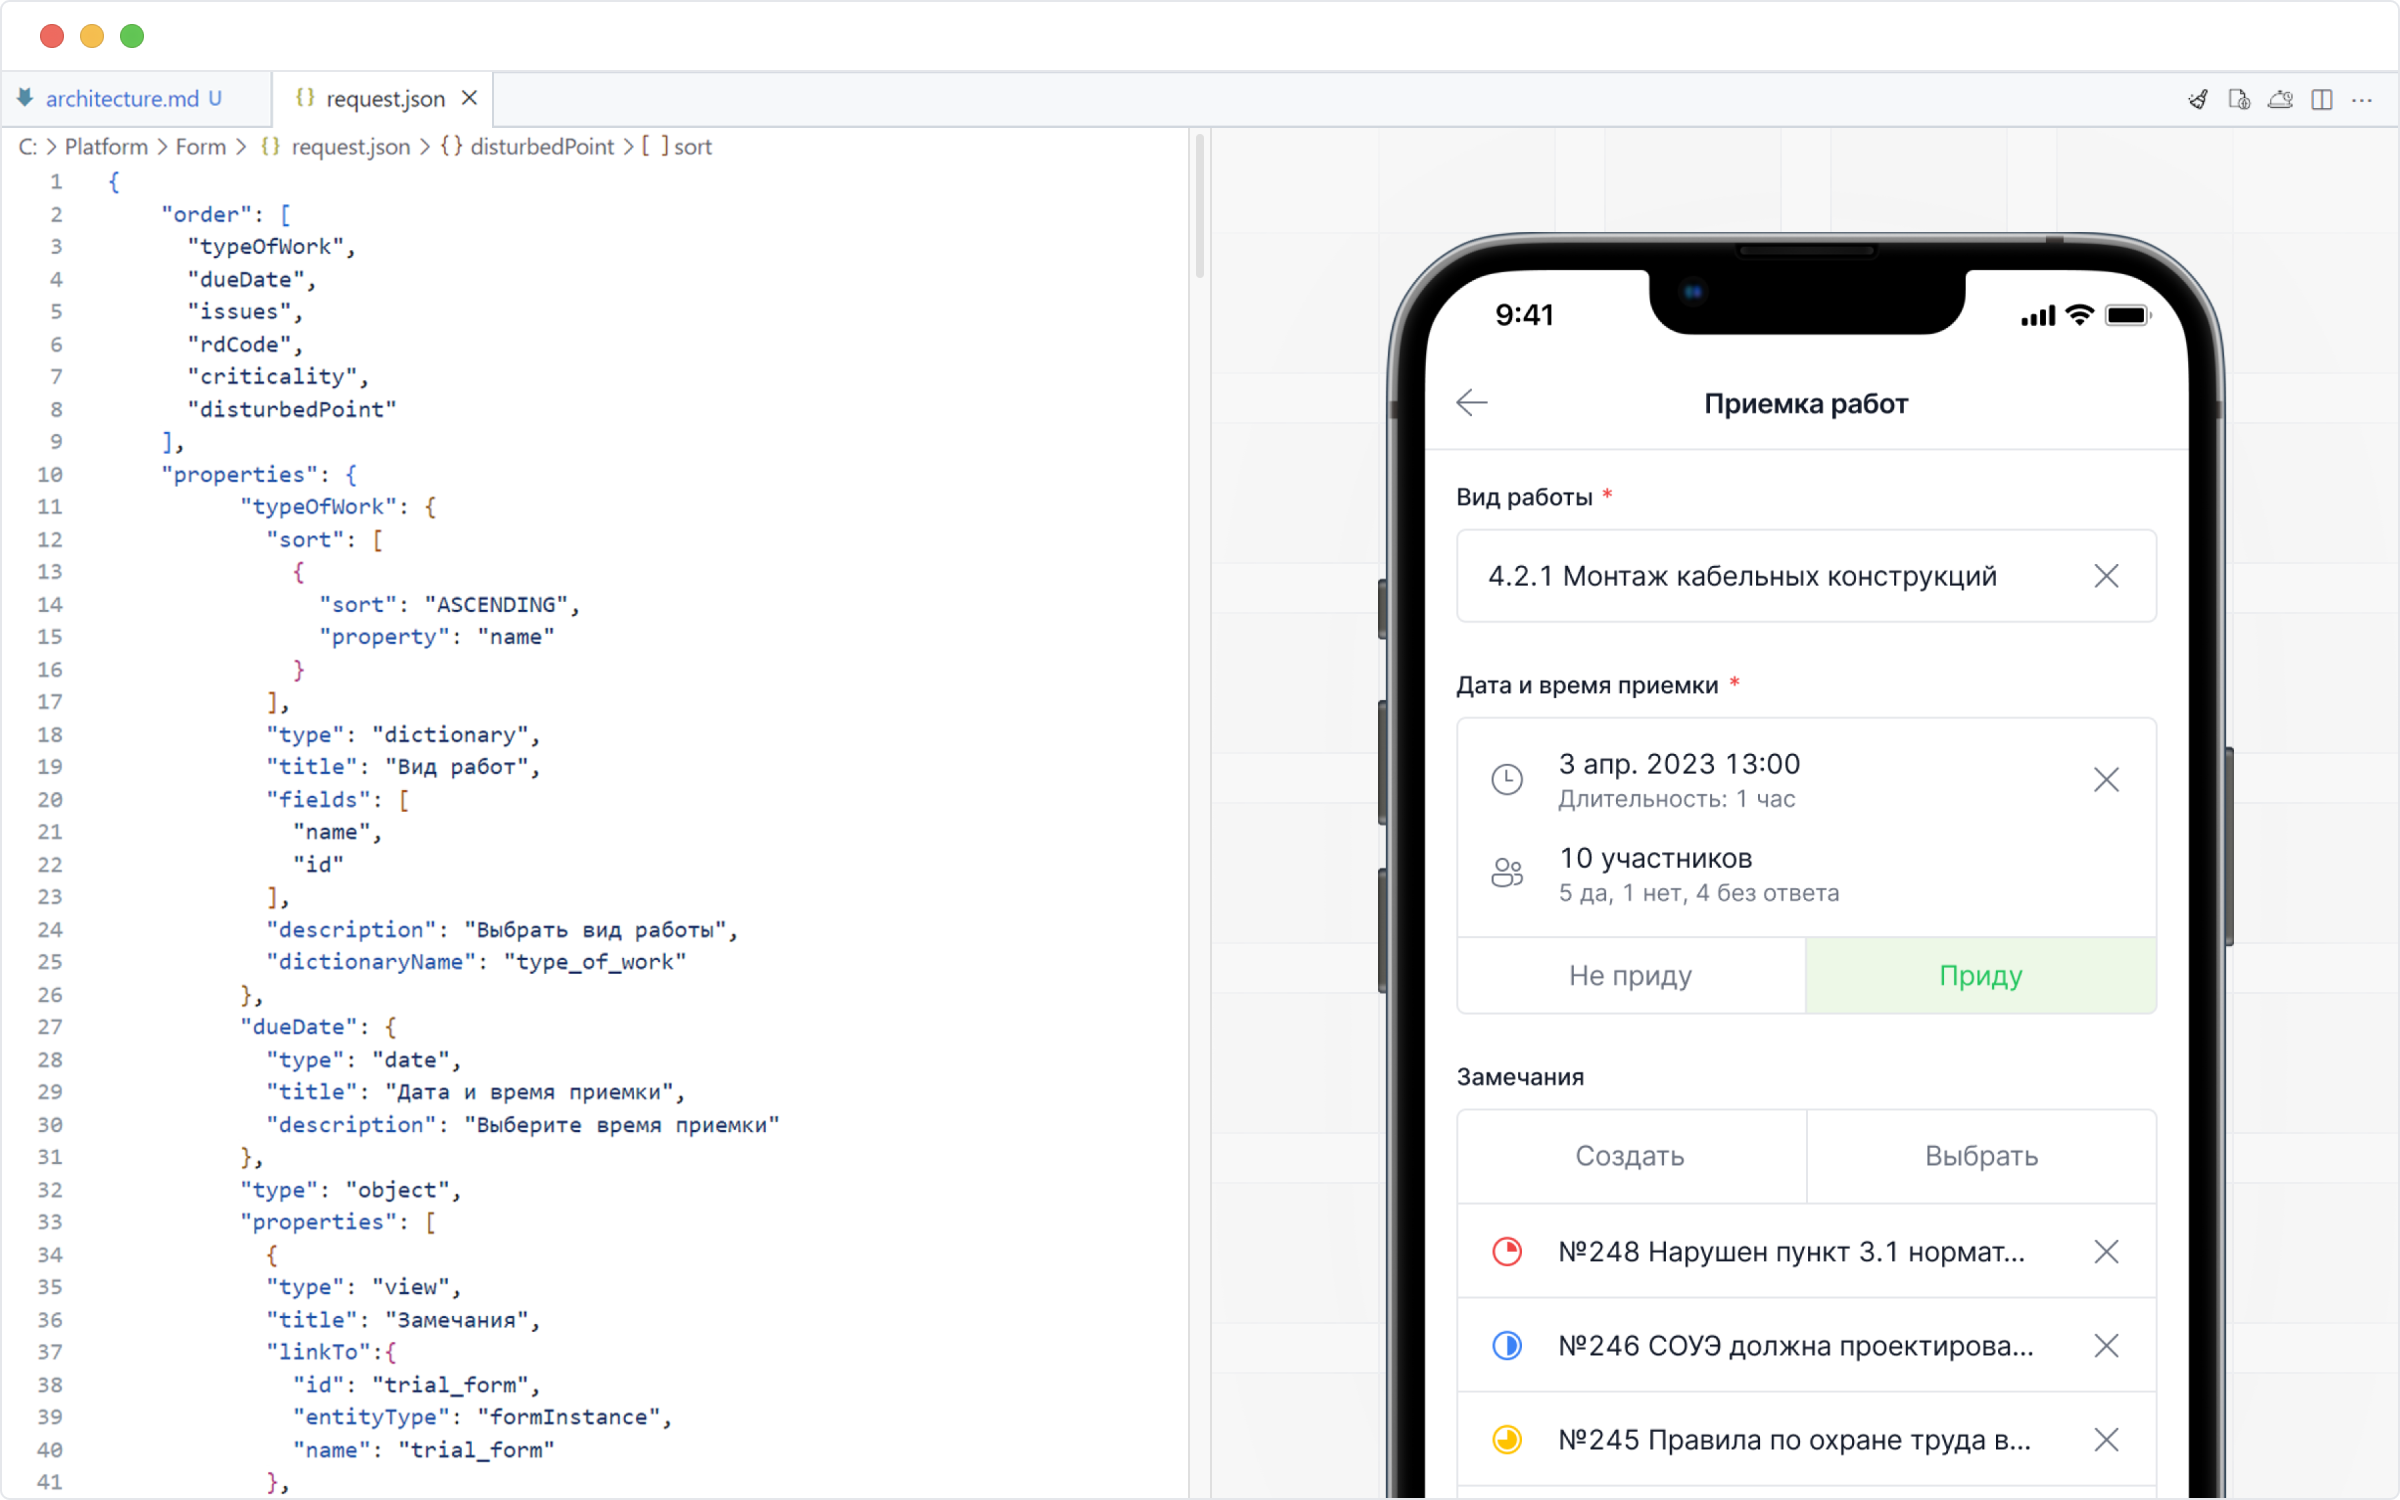 architecture.md U
request.json
C: > Platform > Form > {} request.json > {} disturbedPoint > [ ] sort
1 {
2 "order": [
3 "typeOfWork",
4 "dueDate",
5 "issues",
6 "rdCode",
7 "criticality",
8 "disturbedPoint"
9 ],
10 "properties": {
11 "typeOfWork": {
12 "sort": [
13 {
14 "sort": "ASCENDING",
15 "property": "name"
16 }
17 ],
18 "type": "dictionary",
19 "title": "Вид работ",
20 "fields": [
21 "name",
22 "id"
23 ],
24 "description": "Выбрать вид работы",
25 "dictionaryName": "type_of_work"
26 },
27 "dueDate": {
28 "type": "date",
29 "title": "Дата и время приемки",
30 "description": "Выберите время приемки"
31 },
32 "type": "object",
33 "properties": [
34 {
35 "type": "view",
36 "title": "Замечания",
37 "linkTo":{
38 "id": "trial_form",
39 "entityType": "formInstance",
40 "name": "trial_form"
41 },
9:41
Приемка работ
Вид работы *
4.2.1 Монтаж кабельных конструкций
Дата и время приемки *
3 апр. 2023 13:00
Длительность: 1 час
10 участников
5 да, 1 нет, 4 без ответа
Не приду
Приду
Замечания
Создать
Выбрать
№248 Нарушен пункт 3.1 нормат...
№246 СОУЭ должна проектирова...
№245 Правила по охране труда в...